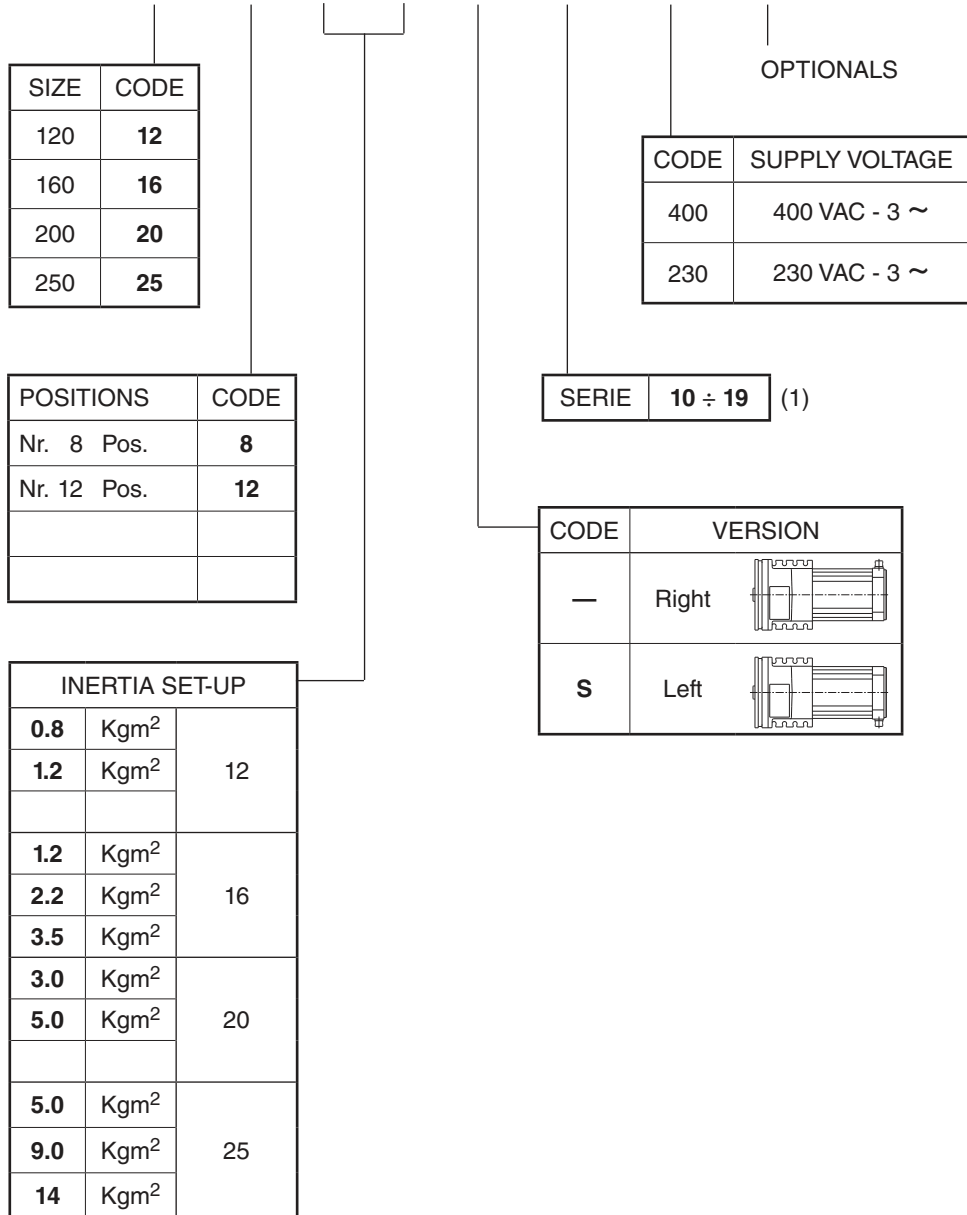 OPTIONALS
SIZE CODE
120 12
160 16
200 20
250 25
CODE SUPPLY VOLTAGE
400 400 VAC - 3 ~
230 230 VAC - 3 ~
POSITIONS CODE
Nr. 8 Pos. 8
Nr. 12 Pos. 12
SERIE 10 ÷ 19 (1)
CODE VERSION
— Right
S Left
INERTIA SET-UP
0.8 Kgm²
1.2 Kgm² 12
1.2 Kgm²
2.2 Kgm² 16
3.5 Kgm²
3.0 Kgm²
5.0 Kgm² 20
5.0 Kgm²
9.0 Kgm² 25
14 Kgm²